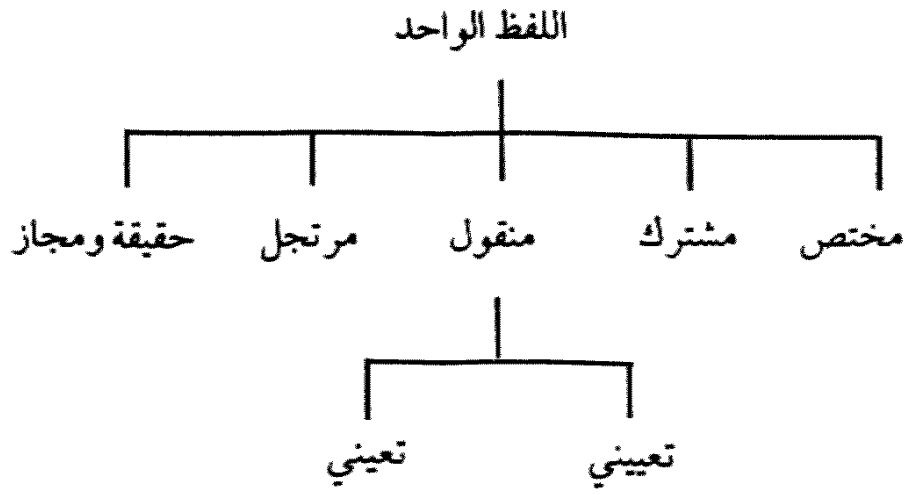 اللفظ الواحد
مختص مشترك منقول مرتجل حقيقة ومجاز
تعييني تعيني